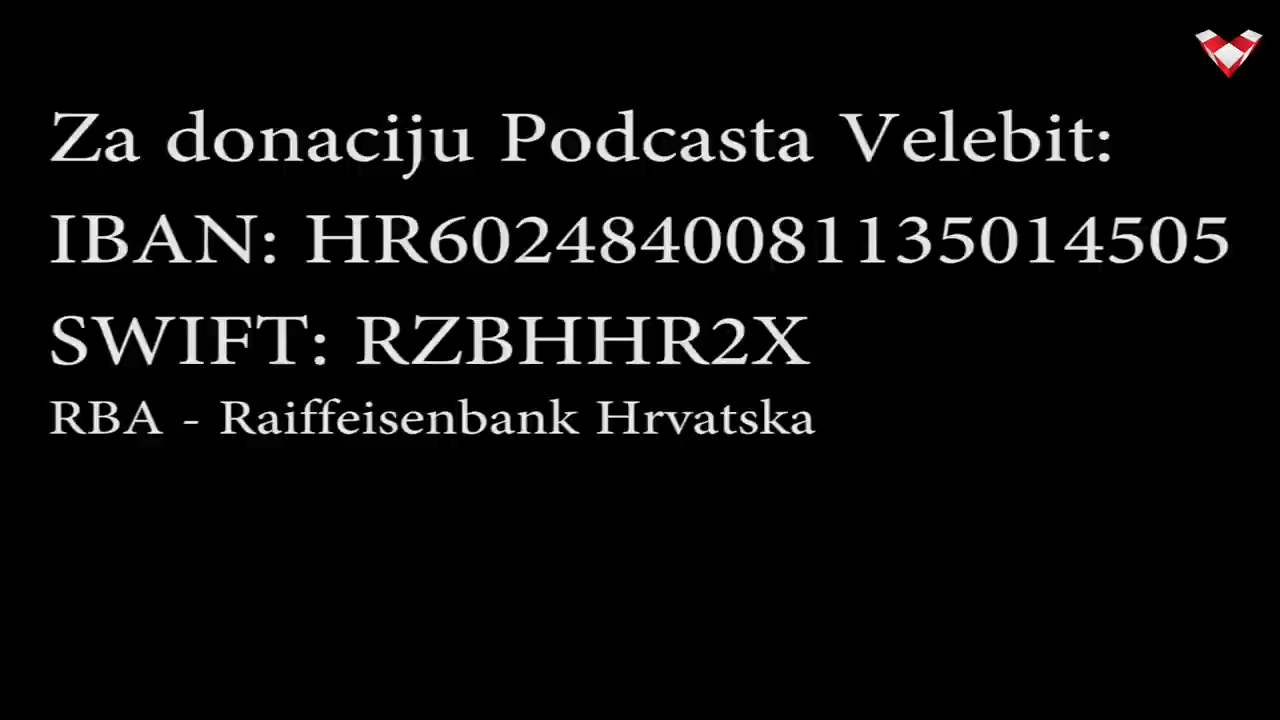 Za donaciju Podcasta Velebit:
IBAN: HR6024840081135014505
SWIFT: RZBHHR2X
RBA - Raiffeisenbank Hrvatska